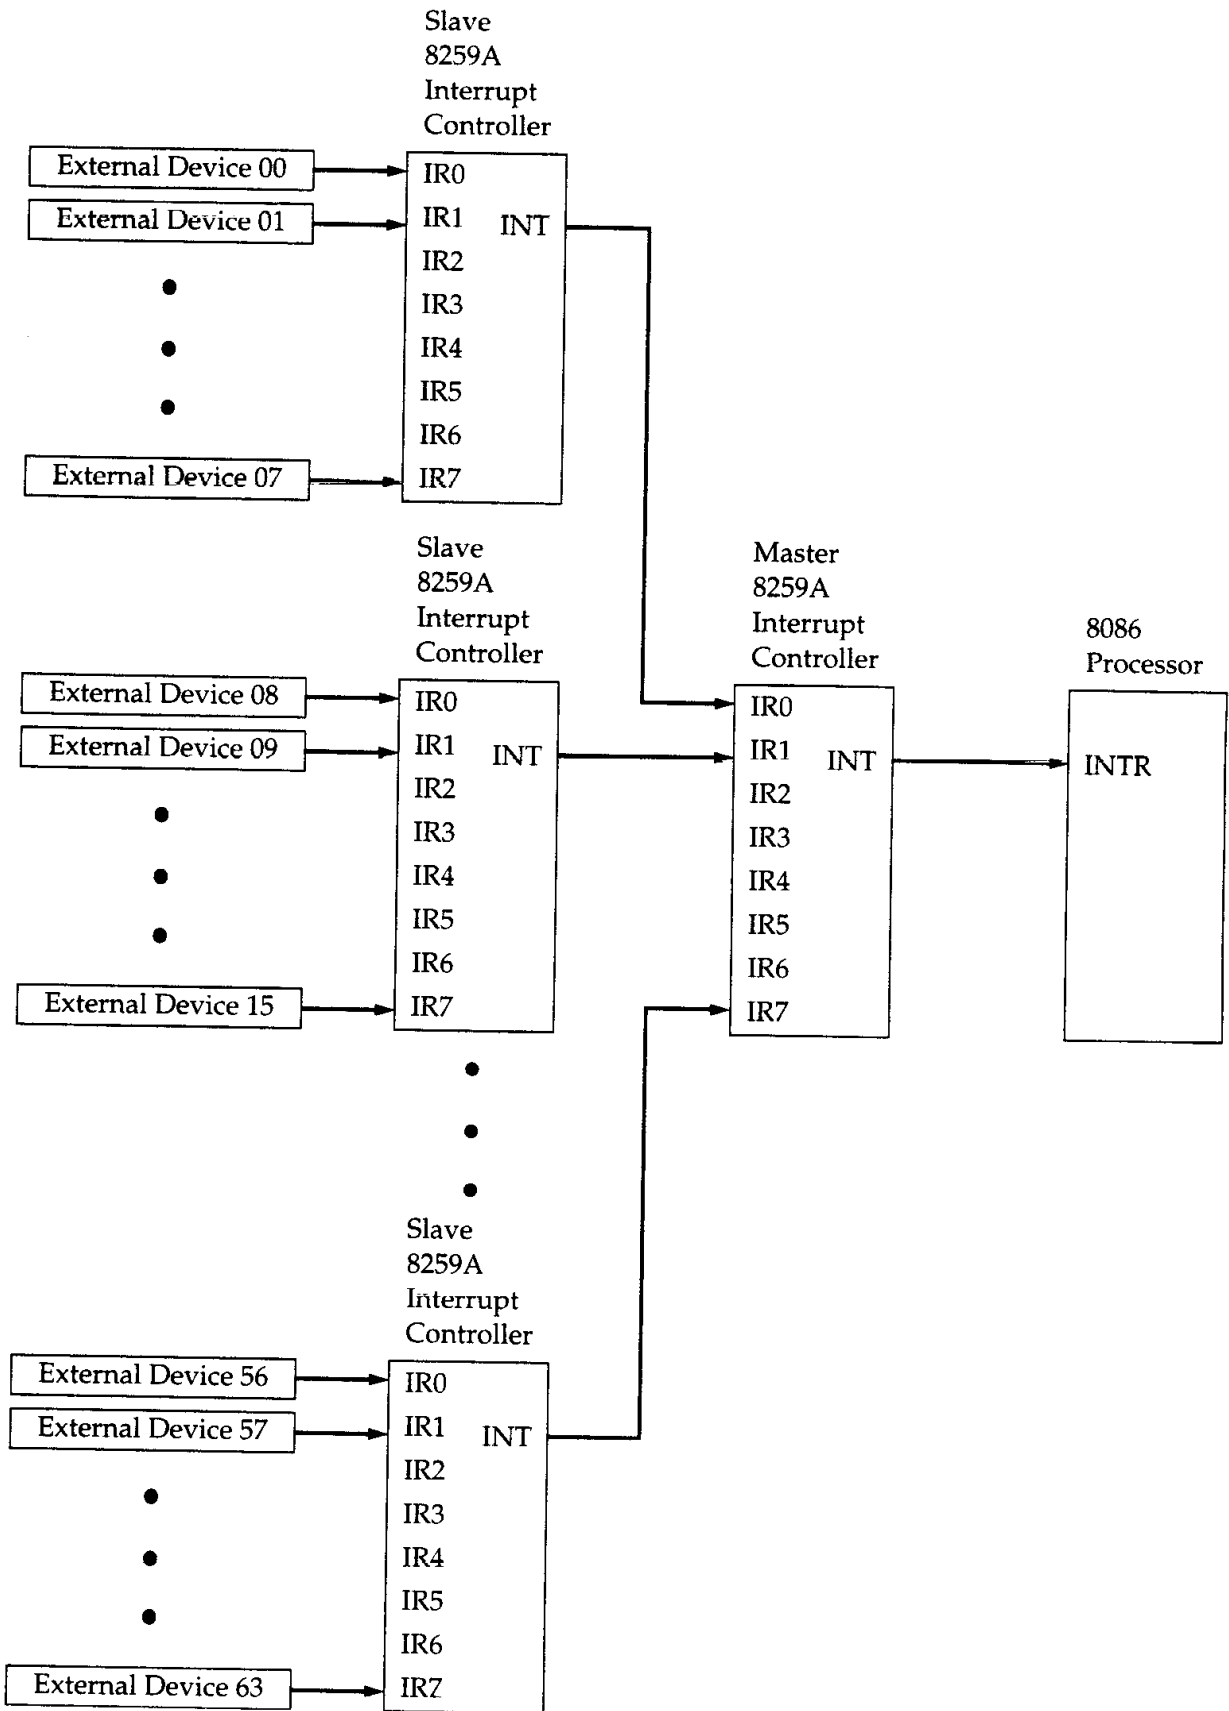 Slave
8259A
Interrupt
Controller
External Device 00
IR0
External Device 01
IR1
INT
IR2
IR3
IR4
IR5
IR6
External Device 07
IR7
Slave
8259A
Interrupt
Controller
Master
8259A
Interrupt
Controller
8086
Processor
External Device 08
IR0
External Device 09
IR1
INT
IR2
IR3
IR4
IR5
IR6
External Device 15
IR7
IR0
IR1
INT
IR2
IR3
IR4
IR5
IR6
IR7
INTR
Slave
8259A
Interrupt
Controller
External Device 56
IR0
External Device 57
IR1
INT
IR2
IR3
IR4
IR5
IR6
External Device 63
IR7